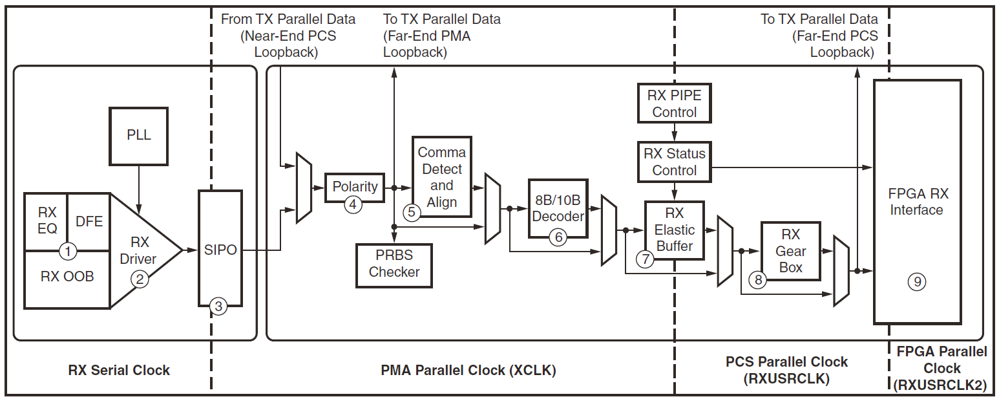 From TX Parallel Data
(Near-End PCS
Loopback)
To TX Parallel Data
(Far-End PMA
Loopback)
To TX Parallel Data
(Far-End PCS
Loopback)
PLL
RX
EQ
DFE
1
RX OOB
RX
Driver
2
SIPO
3
Polarity
4
Comma
Detect
and
Align
5
PRBS
Checker
8B/10B
Decoder
6
RX PIPE
Control
RX Status
Control
RX
Elastic
Buffer
7
RX
Gear
Box
8
FPGA RX
Interface
9
RX Serial Clock
PMA Parallel Clock (XCLK)
PCS Parallel Clock
(RXUSRCLK)
FPGA Parallel
Clock
(RXUSRCLK2)